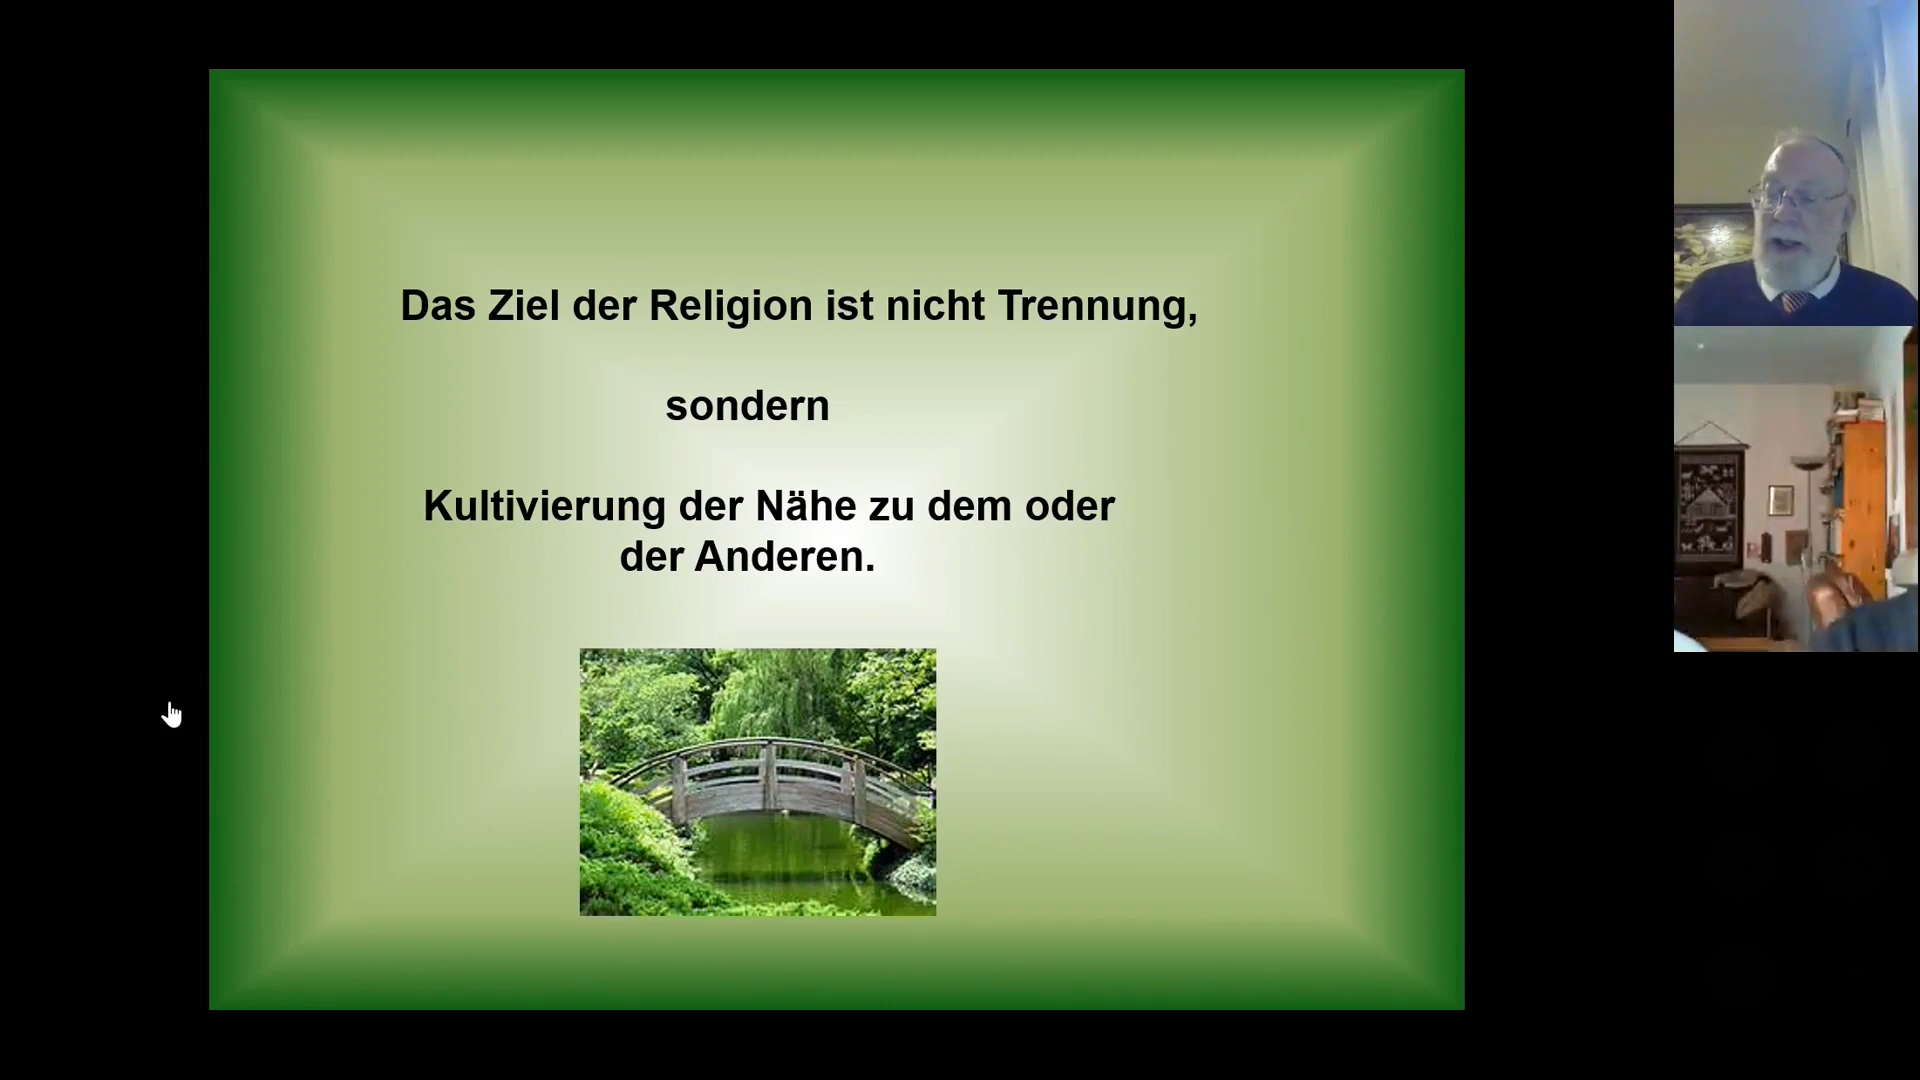 Das Ziel der Religion ist nicht Trennung,
sondern
Kultivierung der Nähe zu dem oder
der Anderen.